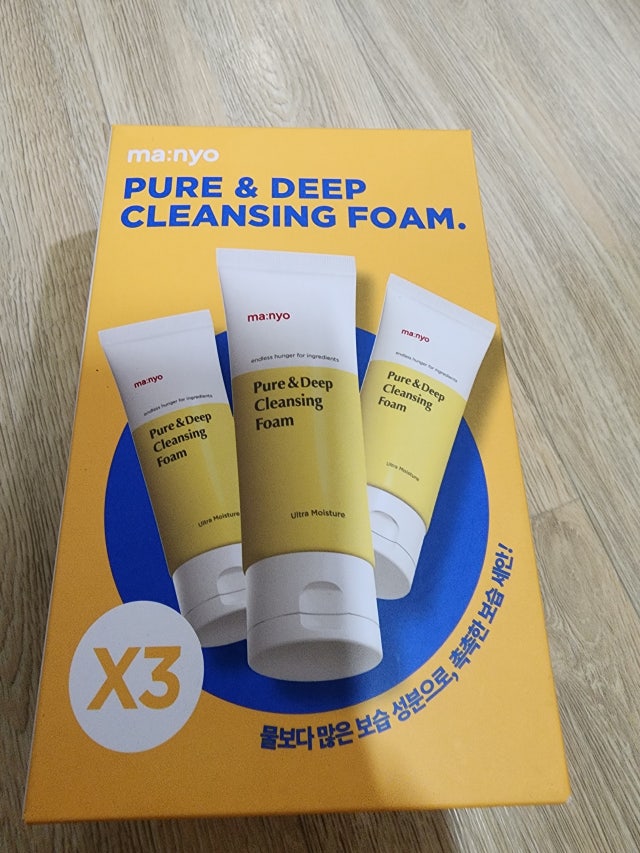 ma:nyo
PURE & DEEP
CLEANSING FOAM.
ma:nyo
endless hunger for ingredients
Pure & Deep
Cleansing
Foam
Ultra Moisture
ma:nyo
endless hunger for ingredients
Pure & Deep
Cleansing
Foam
Ultra Moisture
ma:nyo
endless hunger for ingredients
Pure & Deep
Cleansing
Foam
Ultra Moisture
X3
물보다 많은 보습 성분으로, 촉촉한 보습 세안!